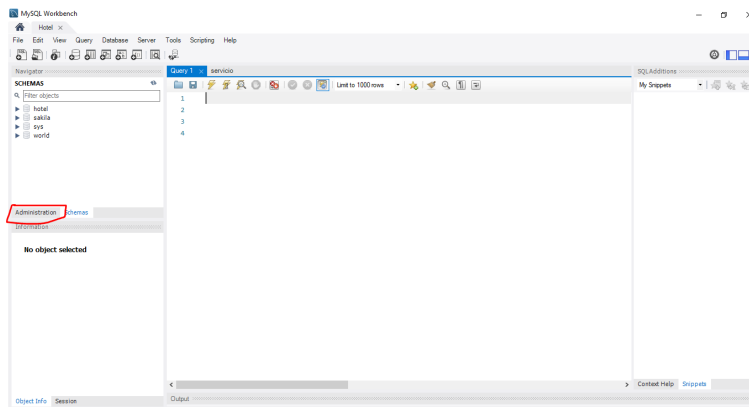 MySQL Workbench
Hotel ×
File Edit View Query Database Server Tools Scripting Help
Navigator
SCHEMAS
Filter objects
hotel
sakila
sys
world
Administration Schemas
Information
No object selected
Object Info Session
Query 1 × servicio
Limit to 1000 rows
1
2
3
4
Output
SQLAdditions
My Snippets
Context Help Snippets